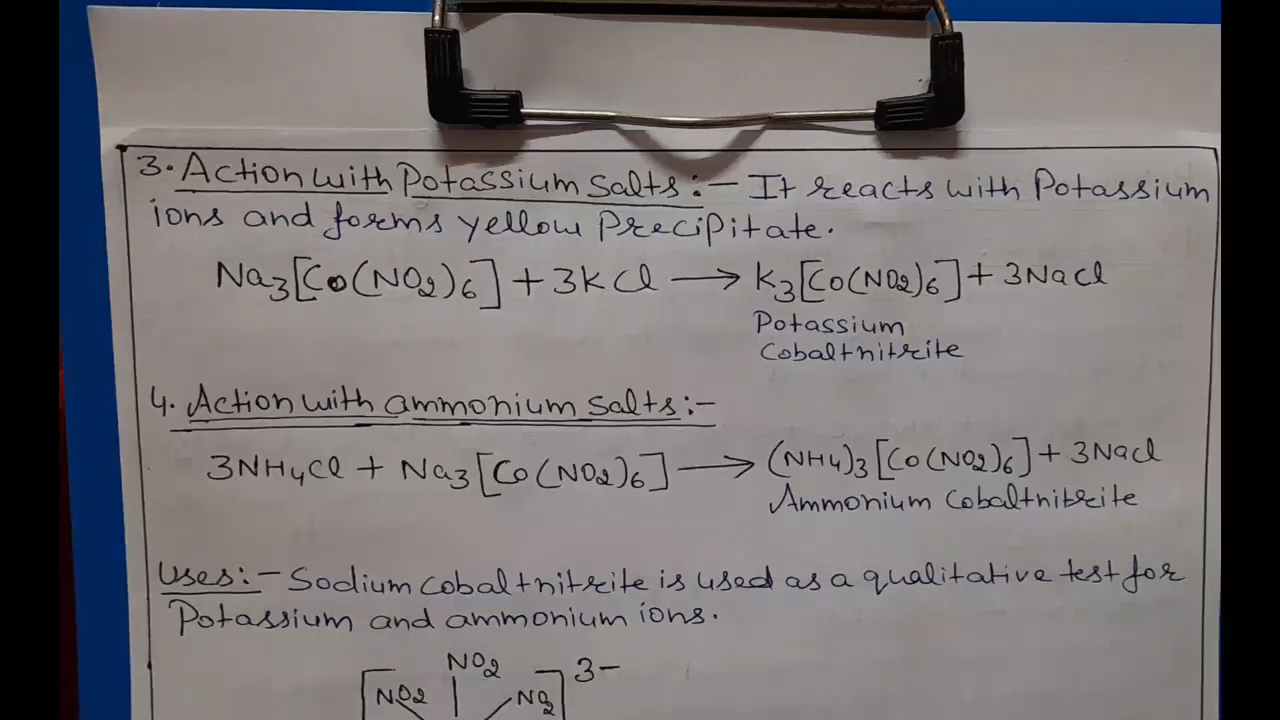 3. Action with Potassium Salts:- It reacts with Potassium
ions and forms yellow Precipitate.
Na3[Co(NO2)6] + 3KCl → K3[Co(NO2)6] + 3NaCl
Potassium
Cobaltnitrite
4. Action with ammonium Salts:-
3NH4Cl + Na3[Co(NO2)6] → (NH4)3[Co(NO2)6] + 3NaCl
Ammonium Cobaltnitrite
Uses:- Sodium cobaltnitrite is used as a qualitative test for
Potassium and ammonium ions.
NO2 3-
NO2 NO2